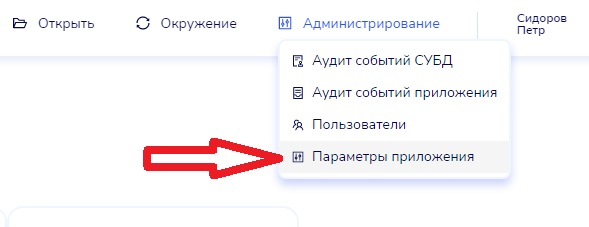 Открыть Окружение Администрирование Сидоров
Петр
Аудит событий СУБД
Аудит событий приложения
Пользователи
Параметры приложения